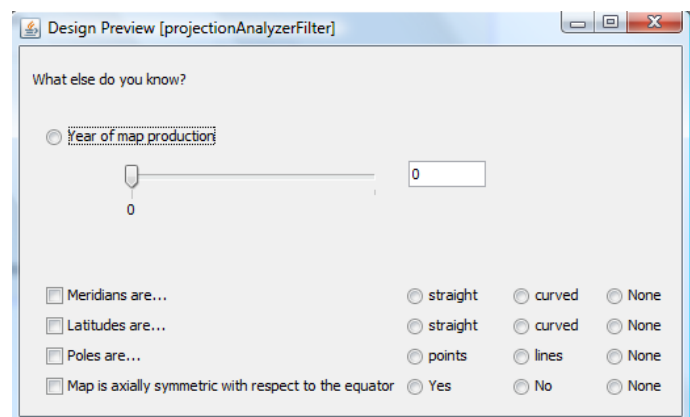 Design Preview [projectionAnalyzerFilter]
What else do you know?
Year of map production
0
0
Meridians are... straight curved None
Latitudes are... straight curved None
Poles are... points lines None
Map is axially symmetric with respect to the equator Yes No None